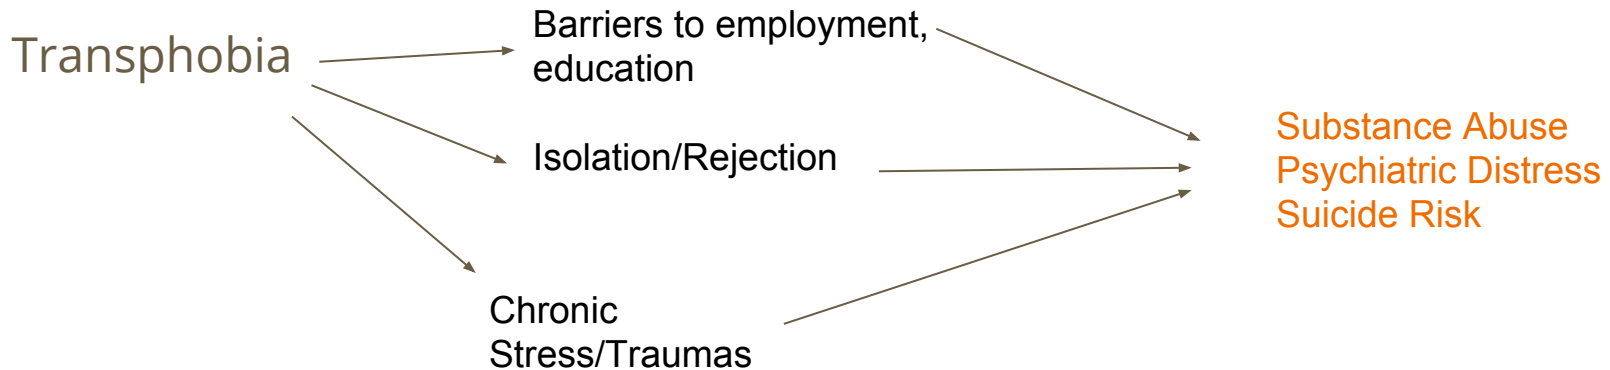 Transphobia
Barriers to employment,
education
Isolation/Rejection
Chronic
Stress/Traumas
Substance Abuse
Psychiatric Distress
Suicide Risk